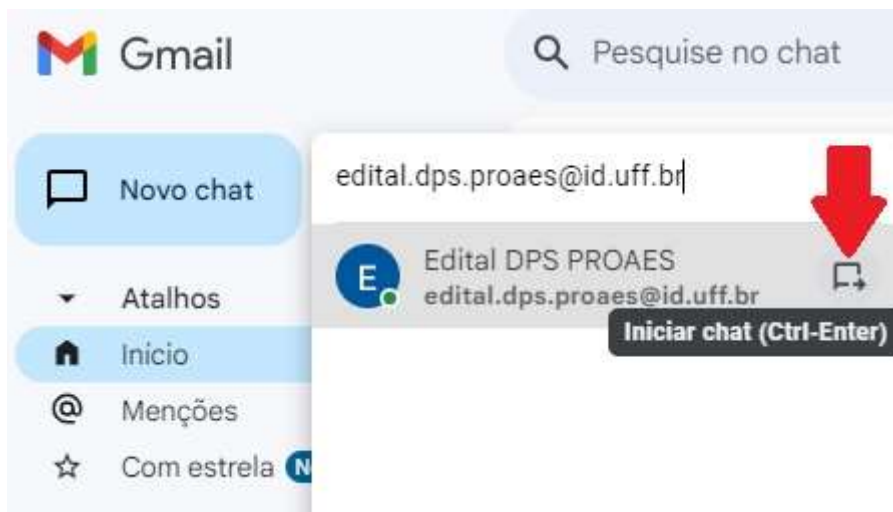 Gmail
Pesquise no chat
Novo chat
edital.dps.proaes@id.uff.br
Edital DPS PROAES
E
edital.dps.proaes@id.uff.br
Iniciar chat (Ctrl-Enter)
Atalhos
Início
Menções
Com estrela